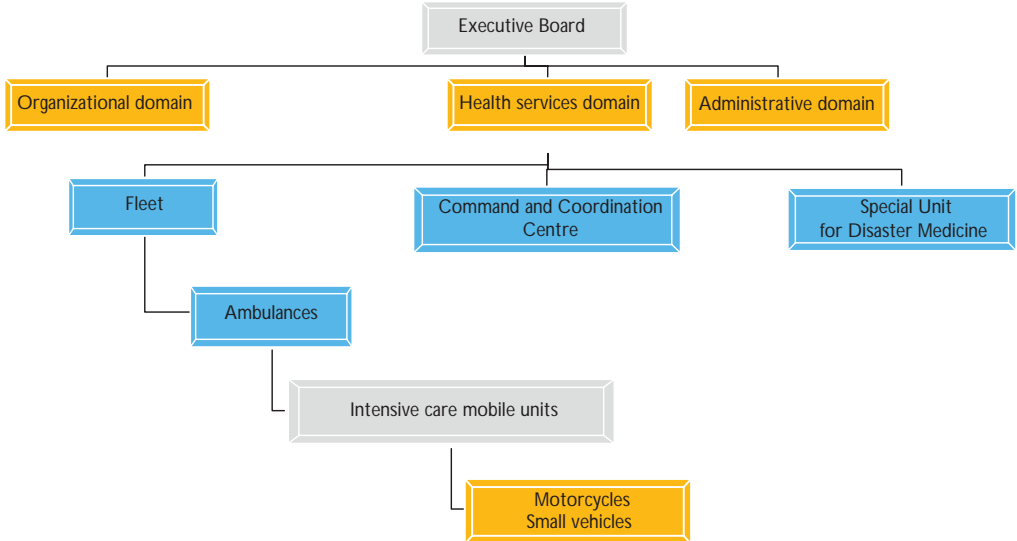 Executive Board
Organizational domain
Health services domain
Administrative domain
Fleet
Command and Coordination
Centre
Special Unit
for Disaster Medicine
Ambulances
Intensive care mobile units
Motorcycles
Small vehicles